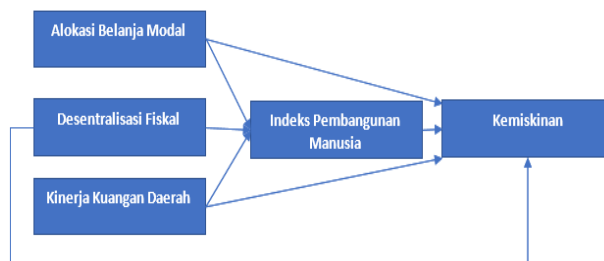 Alokasi Belanja Modal
Desentralisasi Fiskal
Indeks Pembangunan
Manusia
Kemiskinan
Kinerja Kuangan Daerah